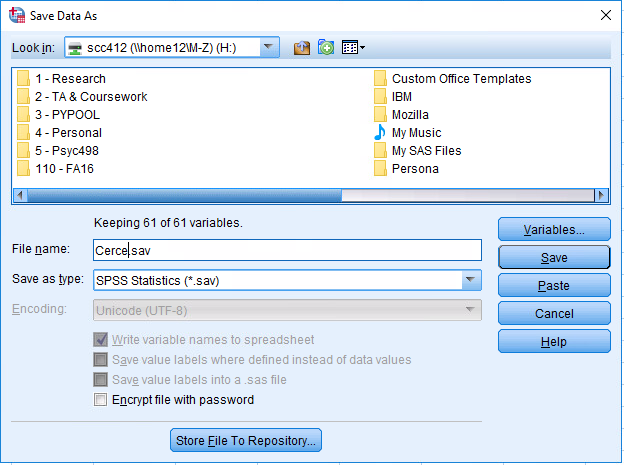 Save Data As
Look in: scc412 (\\home12\M-Z) (H:)
1 - Research
2 - TA & Coursework
3 - PYPOOL
4 - Personal
5 - Psyc498
110 - FA16
Custom Office Templates
IBM
Mozilla
My Music
My SAS Files
Persona
Keeping 61 of 61 variables.
Variables...
File name: Cerce.sav
Save
Save as type: SPSS Statistics (*.sav)
Paste
Encoding: Unicode (UTF-8)
Cancel
Write variable names to spreadsheet
Help
Save value labels where defined instead of data values
Save value labels into a .sas file
Encrypt file with password
Store File To Repository...